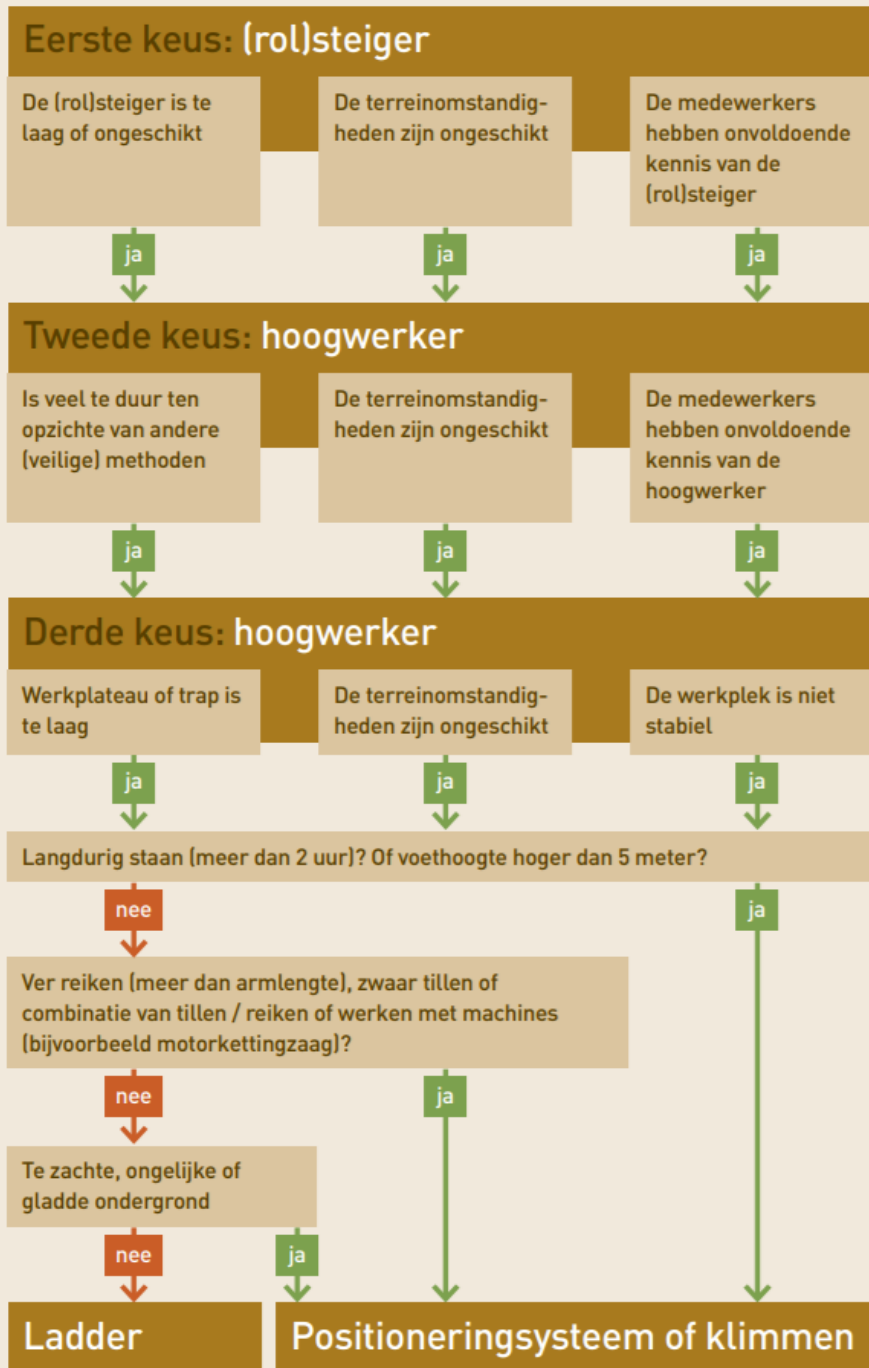 Eerste keus: (rol)steiger
De (rol)steiger is te
laag of ongeschikt
De terreinomstandig-
heden zijn ongeschikt
De medewerkers
hebben onvoldoende
kennis van de
(rol)steiger
ja
ja
ja
Tweede keus: hoogwerker
Is veel te duur ten
opzichte van andere
(veilige) methoden
De terreinomstandig-
heden zijn ongeschikt
De medewerkers
hebben onvoldoende
kennis van de
hoogwerker
ja
ja
ja
Derde keus: hoogwerker
Werkplateau of trap is
te laag
De terreinomstandig-
heden zijn ongeschikt
De werkplek is niet
stabiel
ja
ja
ja
Langdurig staan (meer dan 2 uur)? Of voethoogte hoger dan 5 meter?
nee
ja
Ver reiken (meer dan armlengte), zwaar tillen of
combinatie van tillen / reiken of werken met machines
(bijvoorbeeld motorkettingzaag)?
nee
ja
Te zachte, ongelijke of
gladde ondergrond
nee
ja
Ladder
Positioneringsysteem of klimmen